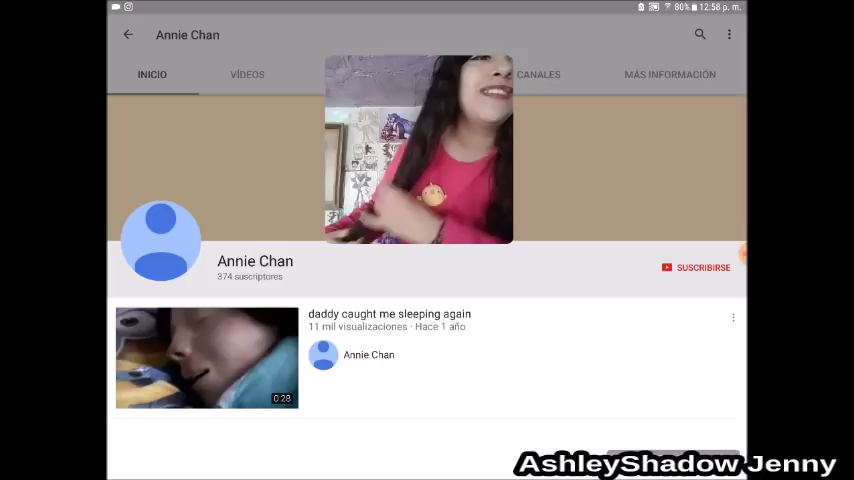 80% 12:58 p. m.
Annie Chan
INICIO
VÍDEOS
CANALES
MÁS INFORMACIÓN
Annie Chan
374 suscriptores
SUSCRIBIRSE
daddy caught me sleeping again
11 mil visualizaciones · Hace 1 año
Annie Chan
0:28
AshleyShadow Jenny